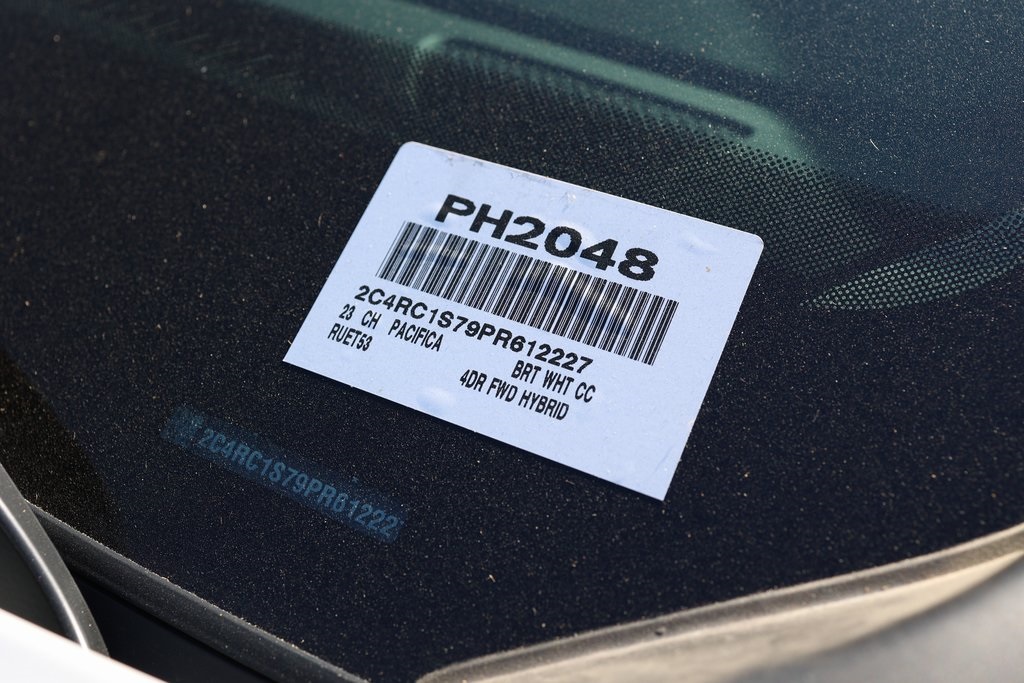 PH2048
2C4RC1S79PR612227
23 CH PACIFICA BRT WHT CC
RUET53 4DR FWD HYBRID
2C4RC1S79PR61222